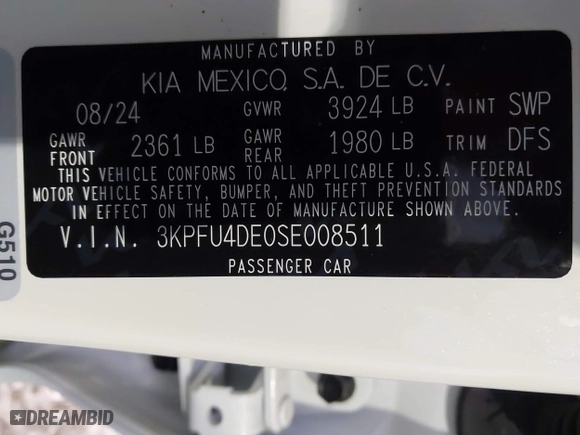 MANUFACTURED BY
KIA MEXICO, S.A. DE C.V.
08/24 GVWR 3924 LB PAINT SWP
GAWR FRONT 2361 LB GAWR REAR 1980 LB TRIM DFS
THIS VEHICLE CONFORMS TO ALL APPLICABLE U.S.A. FEDERAL
MOTOR VEHICLE SAFETY, BUMPER, AND THEFT PREVENTION STANDARDS
IN EFFECT ON THE DATE OF MANUFACTURE SHOWN ABOVE.
V.I.N. 3KPFU4DE0SE008511
PASSENGER CAR
G510
DREAMBID